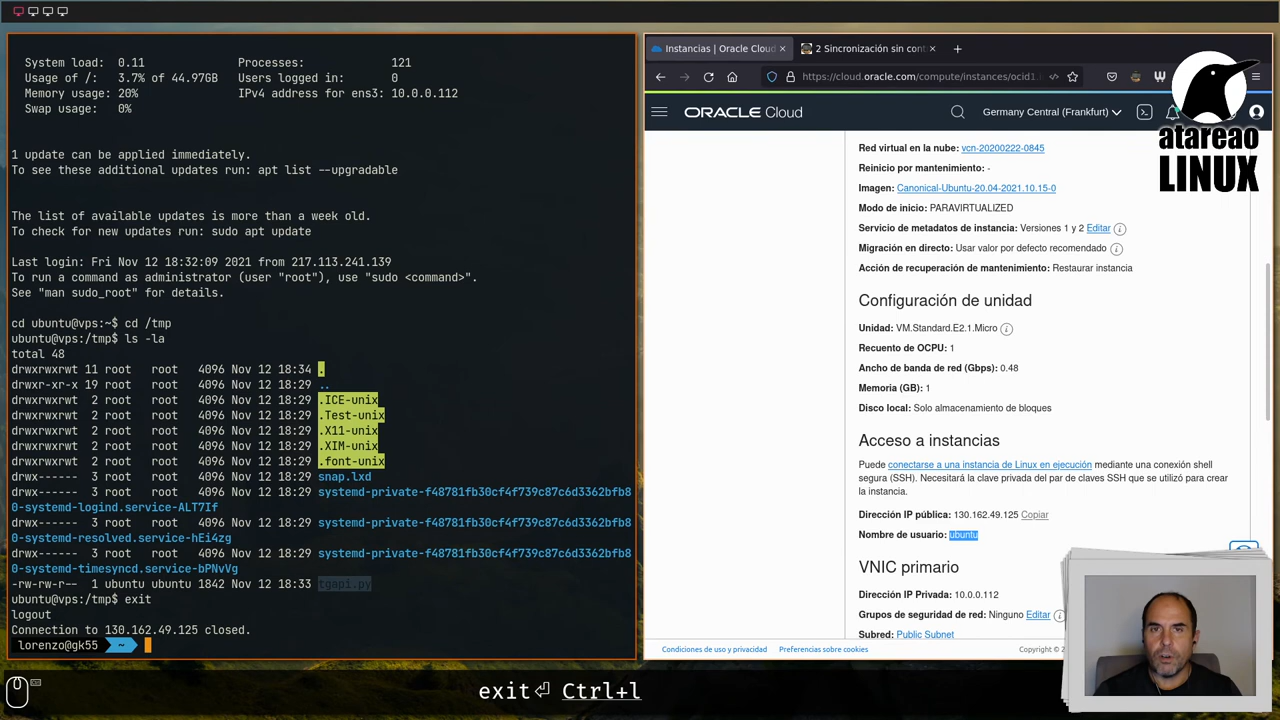 System load:  0.11              Processes:             121
Usage of /:   3.7% of 44.97GB   Users logged in:       0
Memory usage: 20%               IPv4 address for ens3: 10.0.0.112
Swap usage:   0%
1 update can be applied immediately.
To see these additional updates run: apt list --upgradable
The list of available updates is more than a week old.
To check for new updates run: sudo apt update
Last login: Fri Nov 12 18:32:09 2021 from 217.113.241.139
To run a command as administrator (user "root"), use "sudo <command>".
See "man sudo_root" for details.
cd ubuntu@vps:~$ cd /tmp
ubuntu@vps:/tmp$ ls -la
total 48
drwxrwxrwt 11 root   root   4096 Nov 12 18:34 .
drwxr-xr-x 19 root   root   4096 Nov 12 18:29 ..
drwxrwxrwt  2 root   root   4096 Nov 12 18:29 .ICE-unix
drwxrwxrwt  2 root   root   4096 Nov 12 18:29 .Test-unix
drwxrwxrwt  2 root   root   4096 Nov 12 18:29 .X11-unix
drwxrwxrwt  2 root   root   4096 Nov 12 18:29 .XIM-unix
drwxrwxrwt  2 root   root   4096 Nov 12 18:29 .font-unix
drwx------  3 root   root   4096 Nov 12 18:29 snap.lxd
drwx------  3 root   root   4096 Nov 12 18:29 systemd-private-f48781fb30cf4f739c87c6d3362bfb8
0-systemd-logind.service-ALT7If
drwx------  3 root   root   4096 Nov 12 18:29 systemd-private-f48781fb30cf4f739c87c6d3362bfb8
0-systemd-resolved.service-hEi4zg
drwx------  3 root   root   4096 Nov 12 18:29 systemd-private-f48781fb30cf4f739c87c6d3362bfb8
0-systemd-timesyncd.service-bPNvVg
-rw-rw-r--  1 ubuntu ubuntu 1842 Nov 12 18:33 tgapi.py
ubuntu@vps:/tmp$ exit
logout
Connection to 130.162.49.125 closed.
lorenzo@gk55 ~
exit⏎ Ctrl+l
Instancias | Oracle Cloud
2 Sincronización sin con
https://cloud.oracle.com/compute/instances/ocid1.
ORACLE Cloud
Germany Central (Frankfurt)
Red virtual en la nube: vcn-20200222-0845
Reinicio por mantenimiento: -
Imagen: Canonical-Ubuntu-20.04-2021.10.15-0
Modo de inicio: PARAVIRTUALIZED
Servicio de metadatos de instancia: Versiones 1 y 2 Editar
Migración en directo: Usar valor por defecto recomendado
Acción de recuperación de mantenimiento: Restaurar instancia
Configuración de unidad
Unidad: VM.Standard.E2.1.Micro
Recuento de OCPU: 1
Ancho de banda de red (Gbps): 0.48
Memoria (GB): 1
Disco local: Solo almacenamiento de bloques
Acceso a instancias
Puede conectarse a una instancia de Linux en ejecución mediante una conexión shell
segura (SSH). Necesitará la clave privada del par de claves SSH que se utilizó para crear
la instancia.
Dirección IP pública: 130.162.49.125 Copiar
Nombre de usuario: ubuntu
VNIC primario
Dirección IP Privada: 10.0.0.112
Grupos de seguridad de red: Ninguno Editar
Subred: Public Subnet
Condiciones de uso y privacidad
Preferencias sobre cookies
Copyright © 2
atareao
LINUX